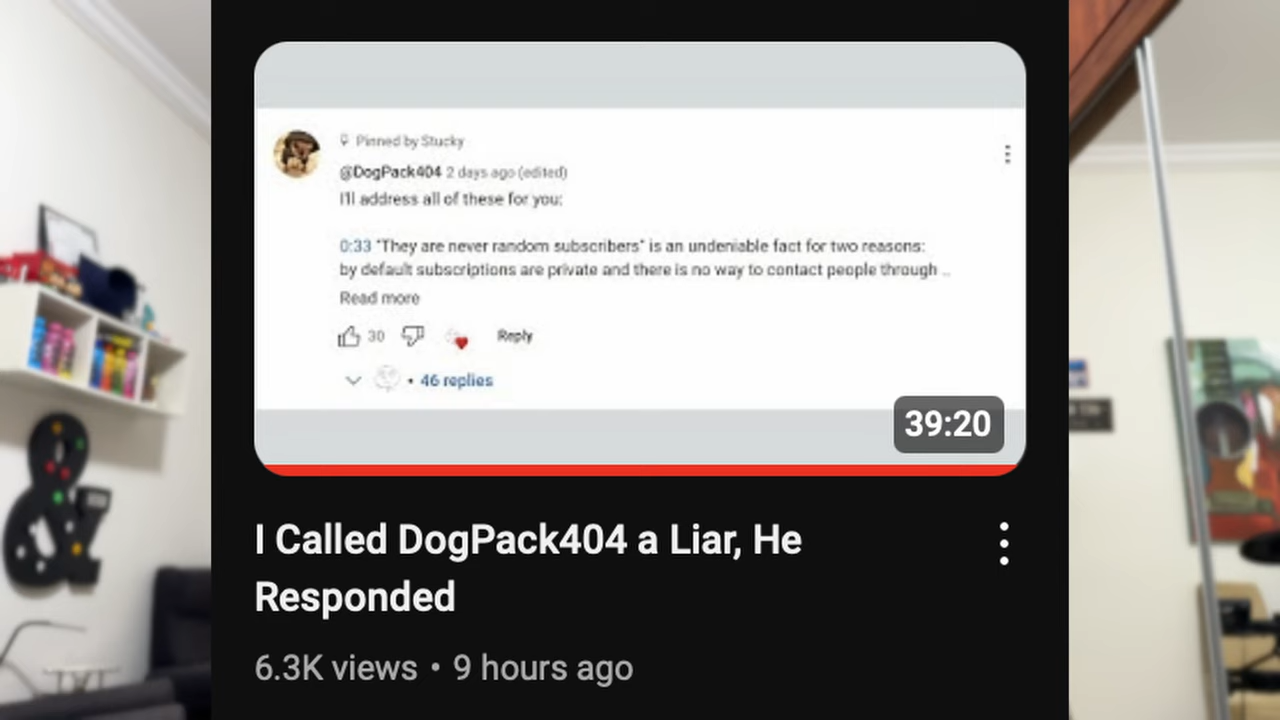 Pinned by Stucky
@DogPack404 2 days ago (edited)
I'll address all of these for you:
0:33 "They are never random subscribers" is an undeniable fact for two reasons:
by default subscriptions are private and there is no way to contact people through ..
Read more
30 Reply
• 46 replies
39:20
I Called DogPack404 a Liar, He
Responded
6.3K views • 9 hours ago